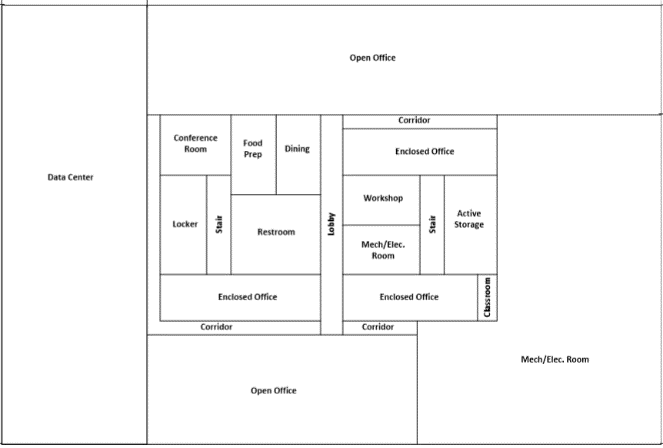 Open Office
Corridor
Conference
Room
Food
Prep
Dining
Enclosed Office
Data Center
Locker
Stair
Restroom
Lobby
Workshop
Mech/Elec.
Room
Stair
Active
Storage
Enclosed Office
Enclosed Office
Classroom
Corridor
Corridor
Mech/Elec. Room
Open Office